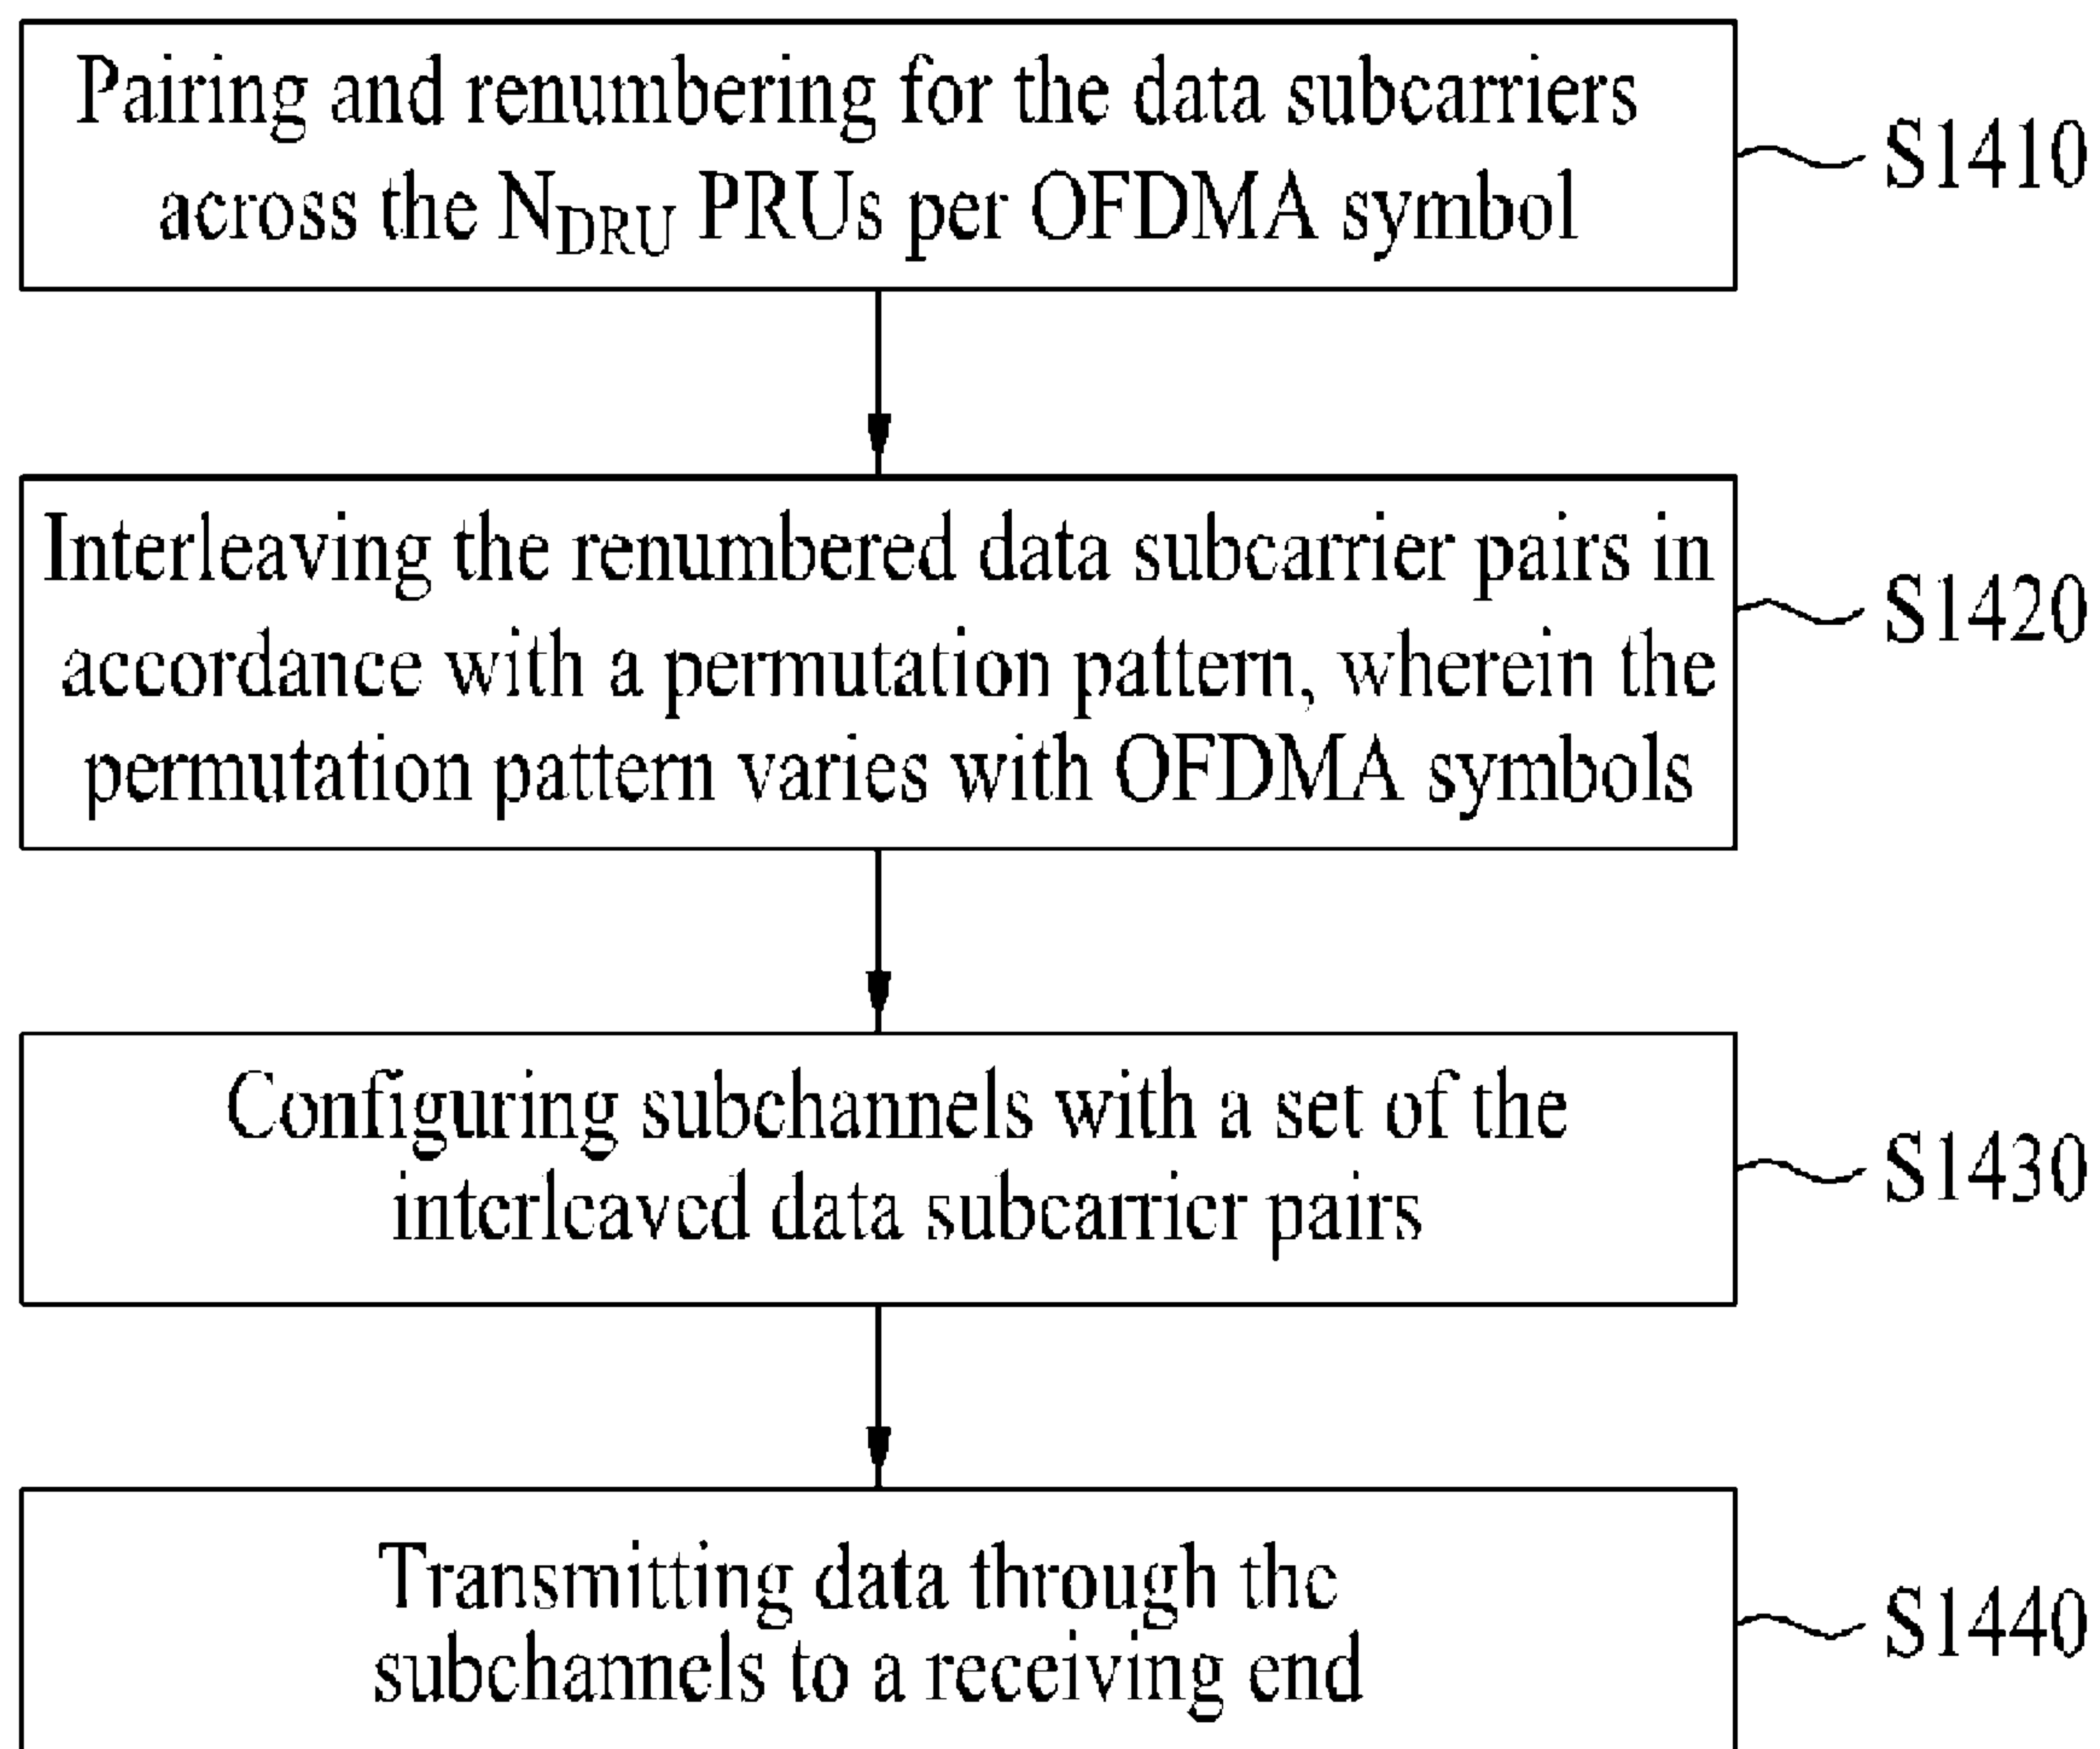 Pairing and renumbering for the data subcarriers
across the NDRU PRUs per OFDMA symbol
S1410
Interleaving the renumbered data subcarrier pairs in
accordance with a permutation pattern, wherein the
permutation pattern varies with OFDMA symbols
S1420
Configuring subchannels with a set of the
interleaved data subcarrier pairs
S1430
Transmitting data through the
subchannels to a receiving end
S1440